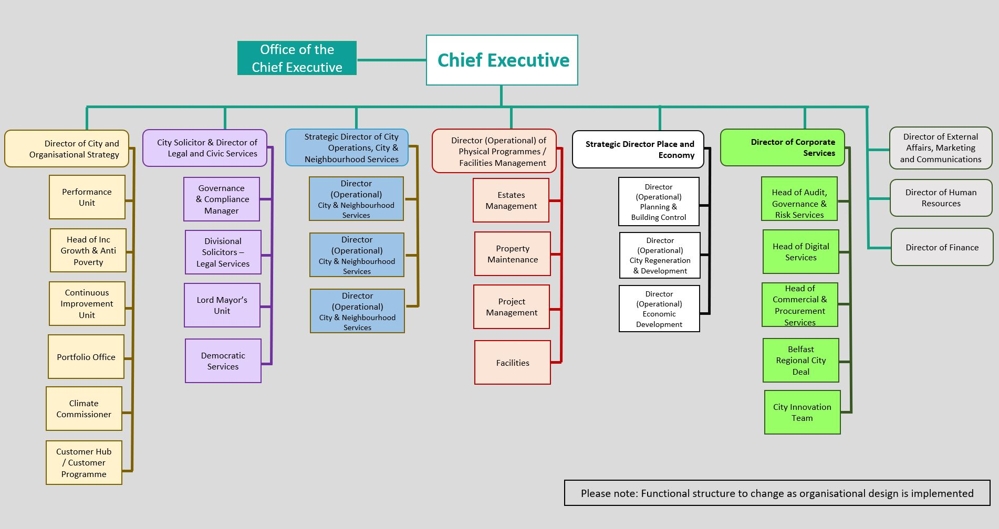 Office of the
Chief Executive
Chief Executive
Director of City and
Organisational Strategy
Performance
Unit
Head of Inc
Growth & Anti
Poverty
Continuous
Improvement
Unit
Portfolio Office
Climate
Commissioner
Customer Hub
/ Customer
Programme
City Solicitor & Director of
Legal and Civic Services
Governance
& Compliance
Manager
Divisional
Solicitors –
Legal Services
Lord Mayor’s
Unit
Democratic
Services
Strategic Director of City
Operations, City &
Neighbourhood Services
Director
(Operational)
City & Neighbourhood
Services
Director
(Operational)
City & Neighbourhood
Services
Director
(Operational)
City & Neighbourhood
Services
Director (Operational) of
Physical Programmes /
Facilities Management
Estates
Management
Property
Maintenance
Project
Management
Facilities
Strategic Director Place and
Economy
Director
(Operational)
Planning &
Building Control
Director
(Operational)
City Regeneration
& Development
Director
(Operational)
Economic
Development
Director of Corporate
Services
Head of Audit,
Governance &
Risk Services
Head of Digital
Services
Head of
Commercial &
Procurement
Services
Belfast
Regional City
Deal
City Innovation
Team
Director of External
Affairs, Marketing
and Communications
Director of Human
Resources
Director of Finance
Please note: Functional structure to change as organisational design is implemented